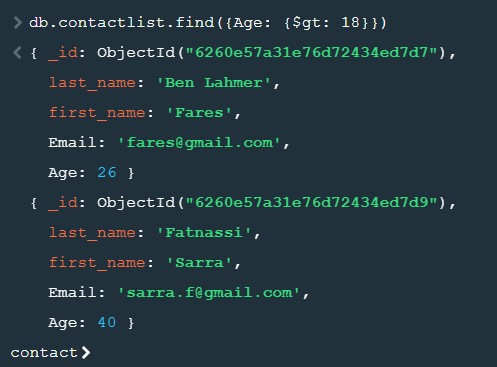 > db.contactlist.find({Age: {$gt: 18}})
< { _id: ObjectId("6260e57a31e76d72434ed7d7"),
last_name: 'Ben Lahmer',
first_name: 'Fares',
Email: 'fares@gmail.com',
Age: 26 }
{ _id: ObjectId("6260e57a31e76d72434ed7d9"),
last_name: 'Fatnassi',
first_name: 'Sarra',
Email: 'sarra.f@gmail.com',
Age: 40 }
contact>